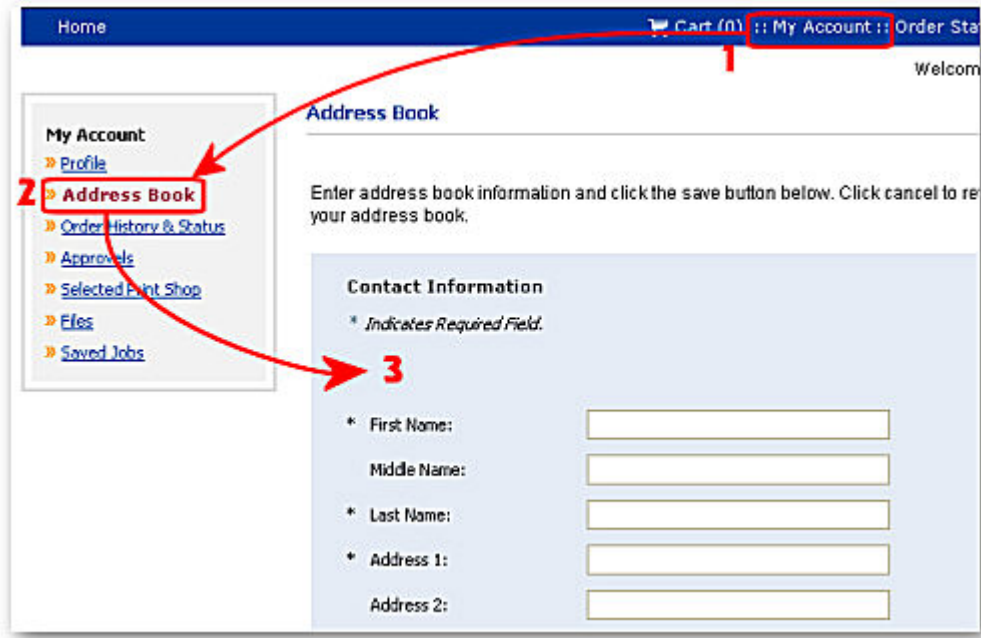 Home Cart (0) :: My Account :: Order Sta
1
Welcom
Address Book
My Account
» Profile
2 » Address Book
» Order History & Status
» Approvels
» Selected Print Shop
» Files
» Saved Jobs
Enter address book information and click the save button below. Click cancel to re
your address book.
Contact Information
* Indicates Required Field.
3
* First Name:
Middle Name:
* Last Name:
* Address 1:
Address 2: